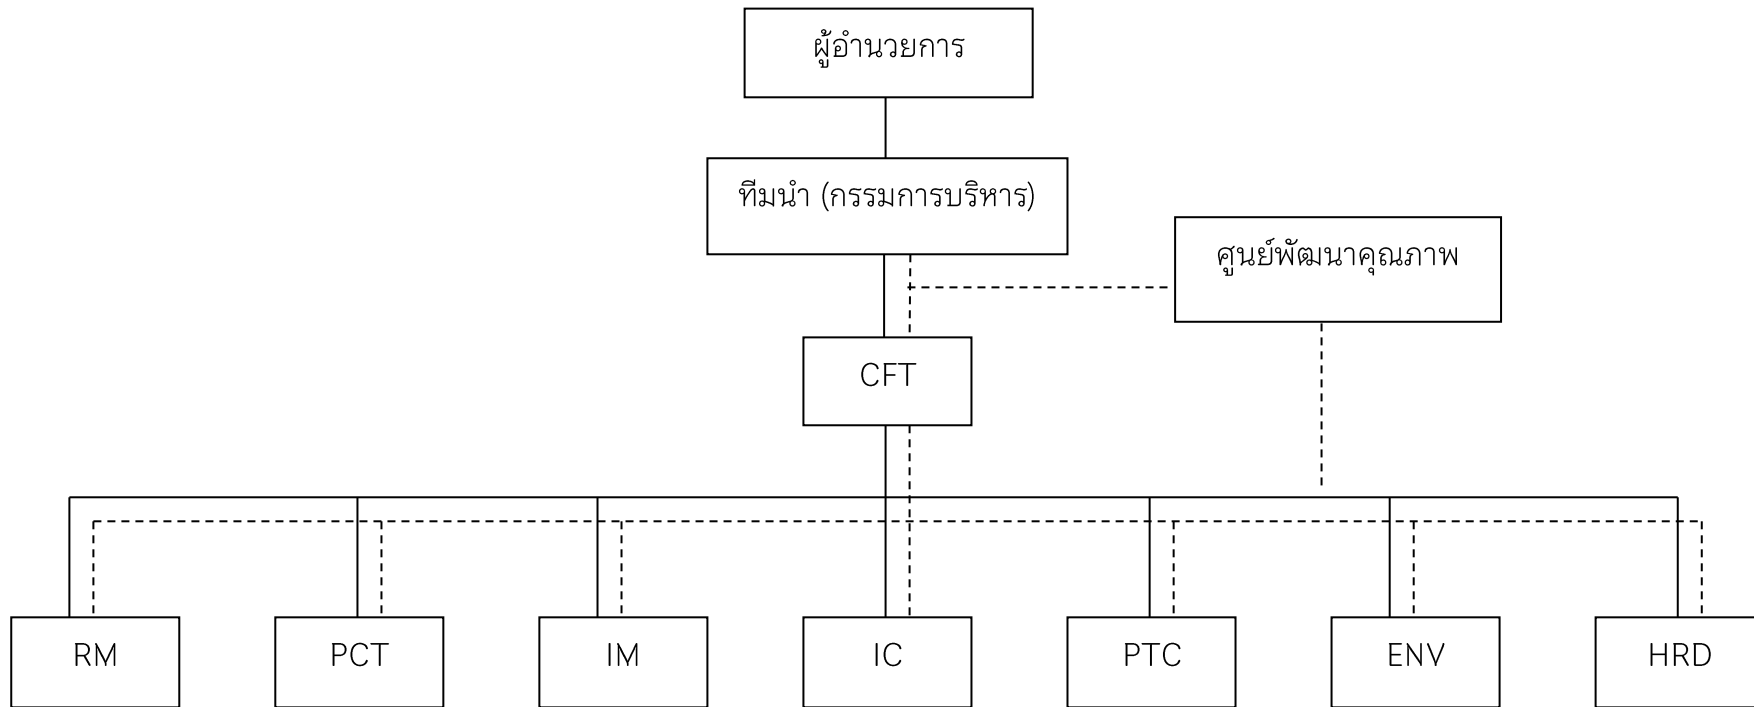 ผู้อำนวยการ
ทีมนำ (กรรมการบริหาร)
ศูนย์พัฒนาคุณภาพ
CFT
RM
PCT
IM
IC
PTC
ENV
HRD